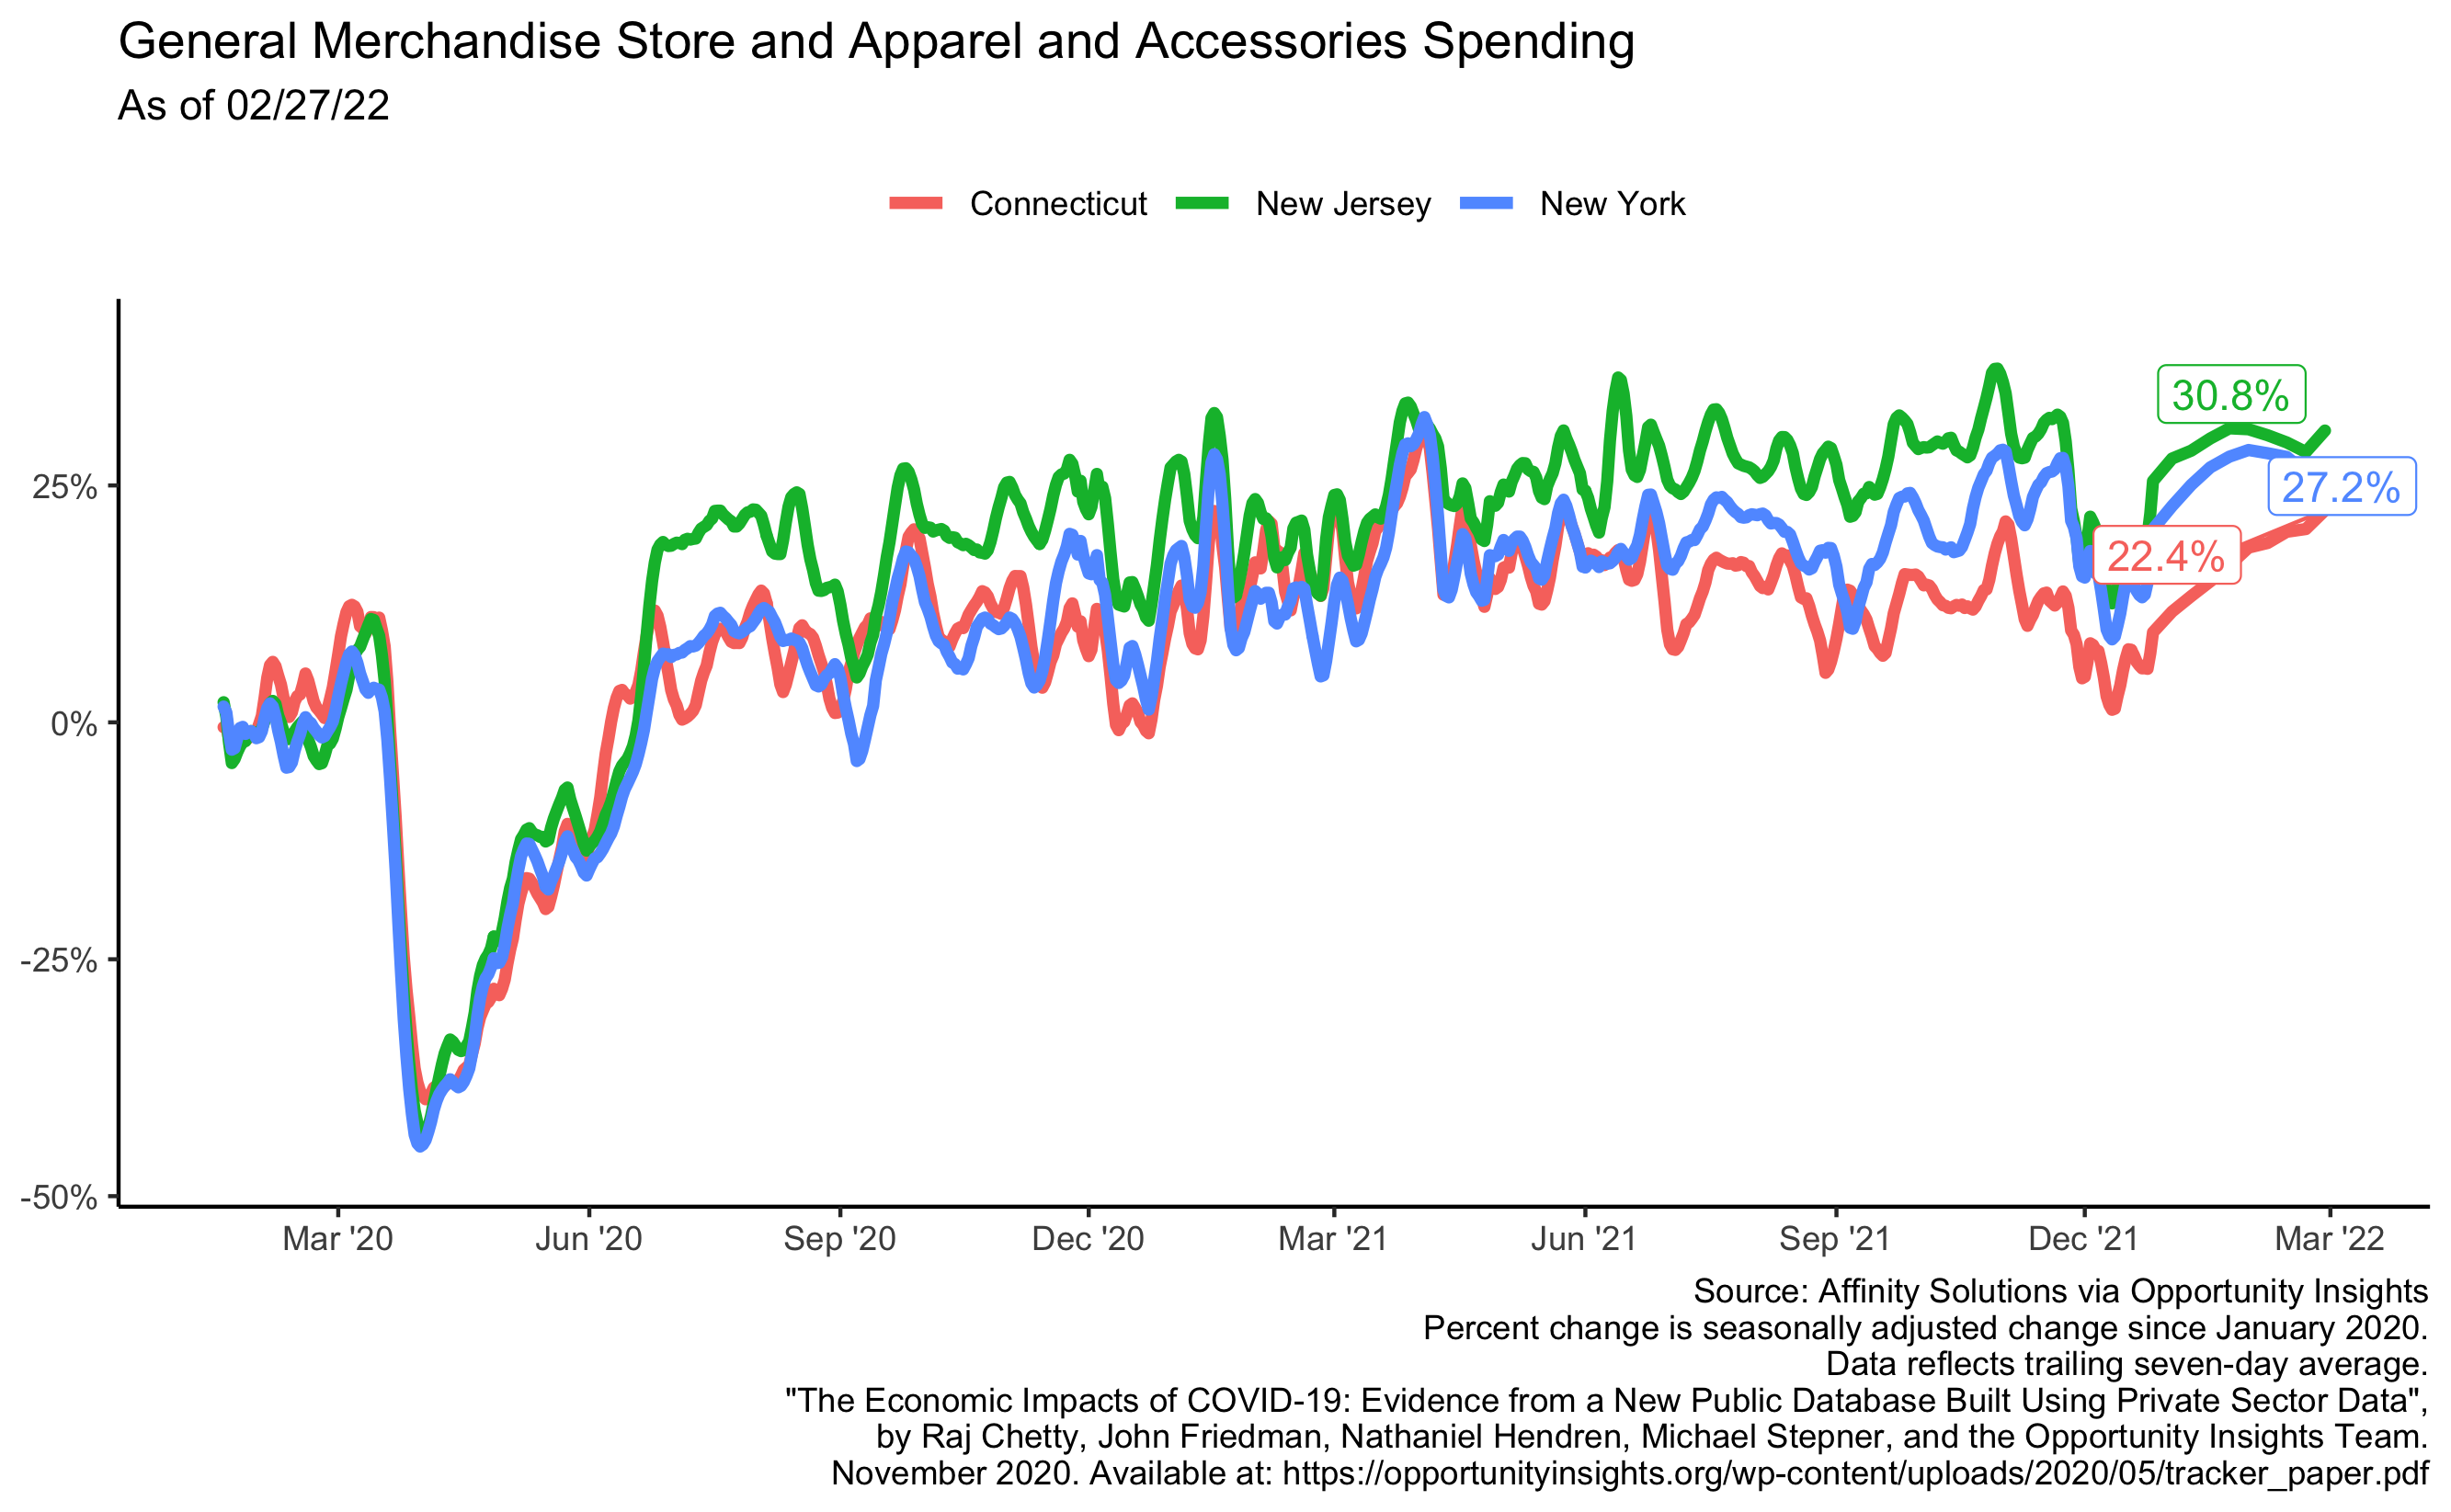 General Merchandise Store and Apparel and Accessories Spending
As of 02/27/22
Connecticut New Jersey New York
30.8%
25%
27.2%
22.4%
0%
-25%
-50%
Mar '20 Jun '20 Sep '20 Dec '20 Mar '21 Jun '21 Sep '21 Dec '21 Mar '22
Source: Affinity Solutions via Opportunity Insights
Percent change is seasonally adjusted change since January 2020.
Data reflects trailing seven-day average.
"The Economic Impacts of COVID-19: Evidence from a New Public Database Built Using Private Sector Data",
by Raj Chetty, John Friedman, Nathaniel Hendren, Michael Stepner, and the Opportunity Insights Team.
November 2020. Available at: https://opportunityinsights.org/wp-content/uploads/2020/05/tracker_paper.pdf